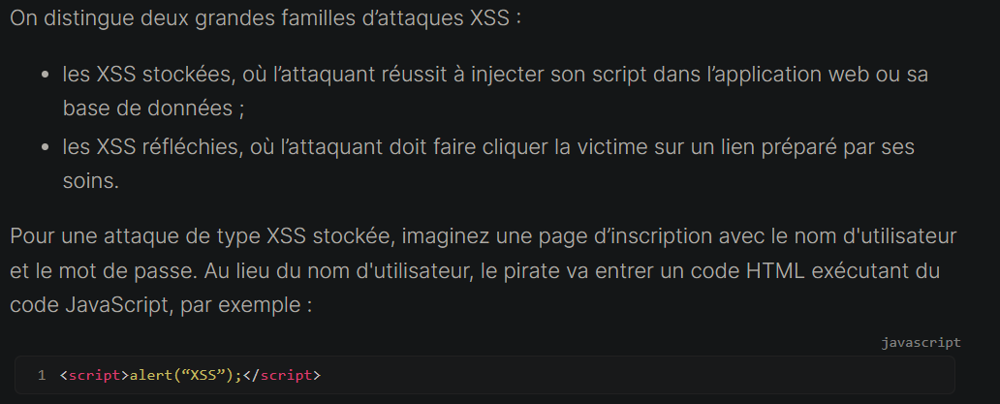 On distingue deux grandes familles d’attaques XSS :
• les XSS stockées, où l’attaquant réussit à injecter son script dans l’application web ou sa
base de données ;
• les XSS réfléchies, où l’attaquant doit faire cliquer la victime sur un lien préparé par ses
soins.
Pour une attaque de type XSS stockée, imaginez une page d’inscription avec le nom d'utilisateur
et le mot de passe. Au lieu du nom d'utilisateur, le pirate va entrer un code HTML exécutant du
code JavaScript, par exemple :
javascript
1 <script>alert(“XSS”);</script>